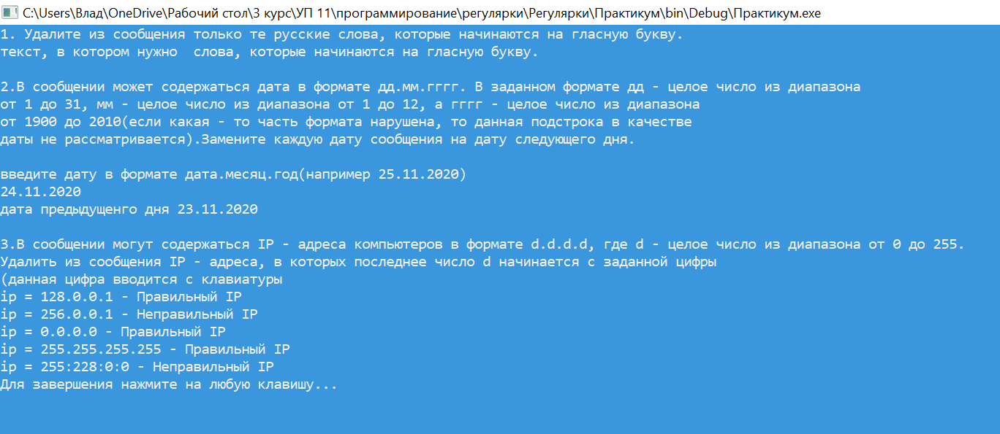 C:\Users\Влад\OneDrive\Рабочий стол\3 курс\УП 11\программирование\регулярки\Регулярки\Практикум\bin\Debug\Практикум.exe
1. Удалите из сообщения только те русские слова, которые начинаются на гласную букву.
текст, в котором нужно  слова, которые начинаются на гласную букву.
2.В сообщении может содержаться дата в формате дд.мм.гггг. В заданном формате дд - целое число из диапазона
от 1 до 31, мм - целое число из диапазона от 1 до 12, а гггг - целое число из диапазона
от 1900 до 2010(если какая - то часть формата нарушена, то данная подстрока в качестве
даты не рассматривается).Замените каждую дату сообщения на дату следующего дня.
введите дату в формате дата.месяц.год(например 25.11.2020)
24.11.2020
дата предыдущенго дня 23.11.2020
3.В сообщении могут содержаться IP - адреса компьютеров в формате d.d.d.d, где d - целое число из диапазона от 0 до 255.
Удалить из сообщения IP - адреса, в которых последнее число d начинается с заданной цифры
(данная цифра вводится с клавиатуры
ip = 128.0.0.1 - Правильный IP
ip = 256.0.0.1 - Неправильный IP
ip = 0.0.0.0 - Правильный IP
ip = 255.255.255.255 - Правильный IP
ip = 255:228:0:0 - Неправильный IP
Для завершения нажмите на любую клавишу...